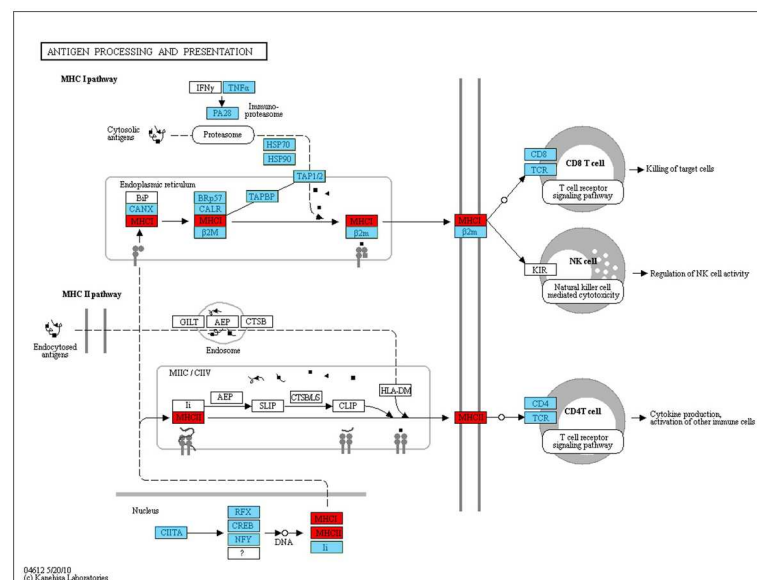 ANTIGEN PROCESSING AND PRESENTATION
MHC I pathway
IFNγ
TNFα
PA28
Immuno-
proteasome
Cytosolic
antigens
Proteasome
HSP70
HSP90
TAP1/2
Endoplasmic reticulum
BiP
CANX
MHCI
BRp57
CALR
MHCI
β2M
TAPBP
MHCI
β2m
MHCI
β2m
CD8
TCR
CD8 T cell
T cell receptor
signaling pathway
Killing of target cells
KIR
NK cell
Natural killer cell
mediated cytotoxicity
Regulation of NK cell activity
MHC II pathway
Endocytosed
antigens
GILT
AEP
CTSB
Endosome
MIIC / CIIV
Ii
MHCII
AEP
SLIP
CTSB/L/S
CLIP
HLA-DM
MHCII
CD4
TCR
CD4T cell
T cell receptor
signaling pathway
Cytokine production,
activation of other immune cells
Nucleus
CIITA
RFX
CREB
NFY
?
DNA
MHCI
MHCII
Ii
04612 5/20/10
(c) Kanehisa Laboratories